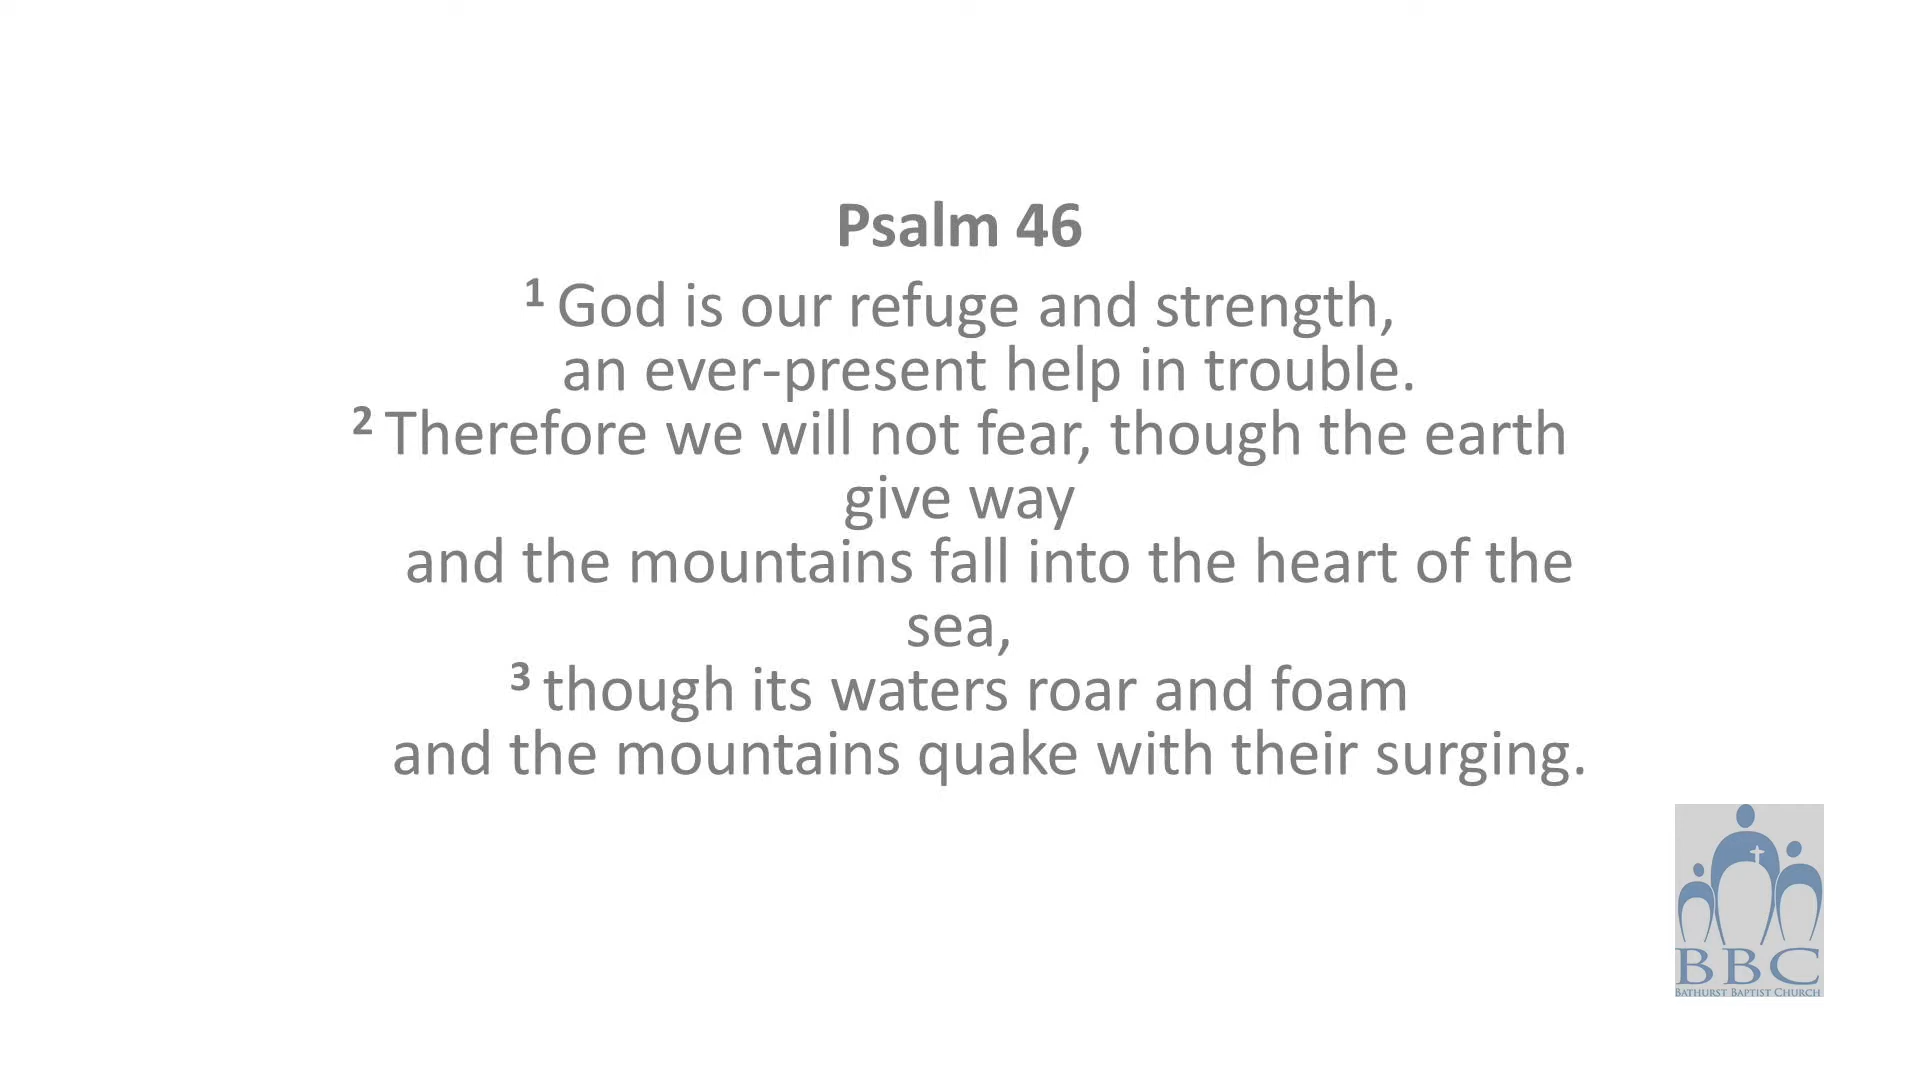 Psalm 46
1 God is our refuge and strength,
an ever-present help in trouble.
2 Therefore we will not fear, though the earth
give way
and the mountains fall into the heart of the
sea,
3 though its waters roar and foam
and the mountains quake with their surging.
BBC
BATHURST BAPTIST CHURCH